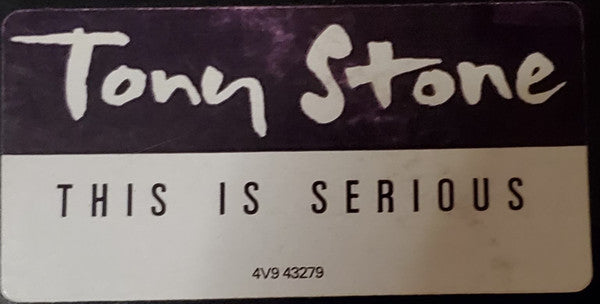 Tony Stone
THIS IS SERIOUS
4V9 43279